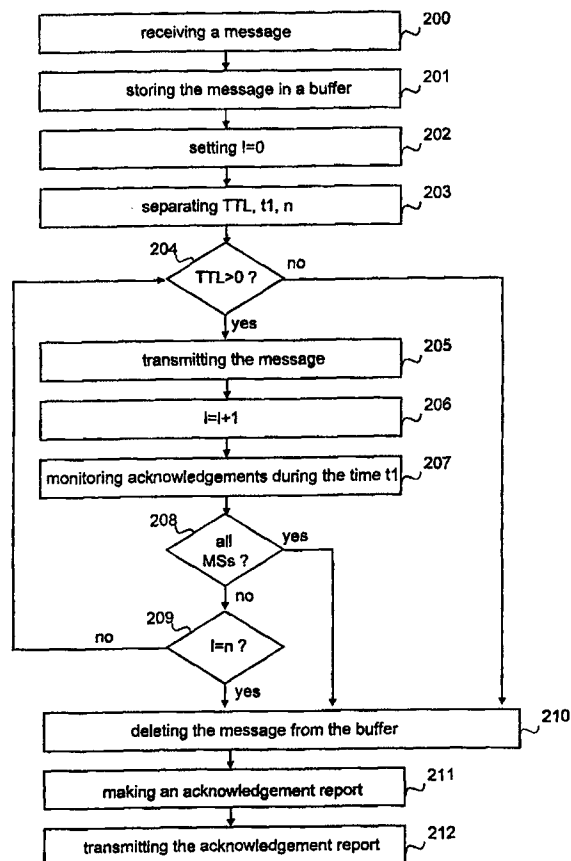 receiving a message
200
storing the message in a buffer
201
setting I=0
202
separating TTL, t1, n
203
204
TTL>0 ?
no
yes
transmitting the message
205
I=I+1
206
monitoring acknowledgements during the time t1
207
208
all
MSs ?
yes
no
209
I=n ?
no
yes
deleting the message from the buffer
210
making an acknowledgement report
211
transmitting the acknowledgement report
212